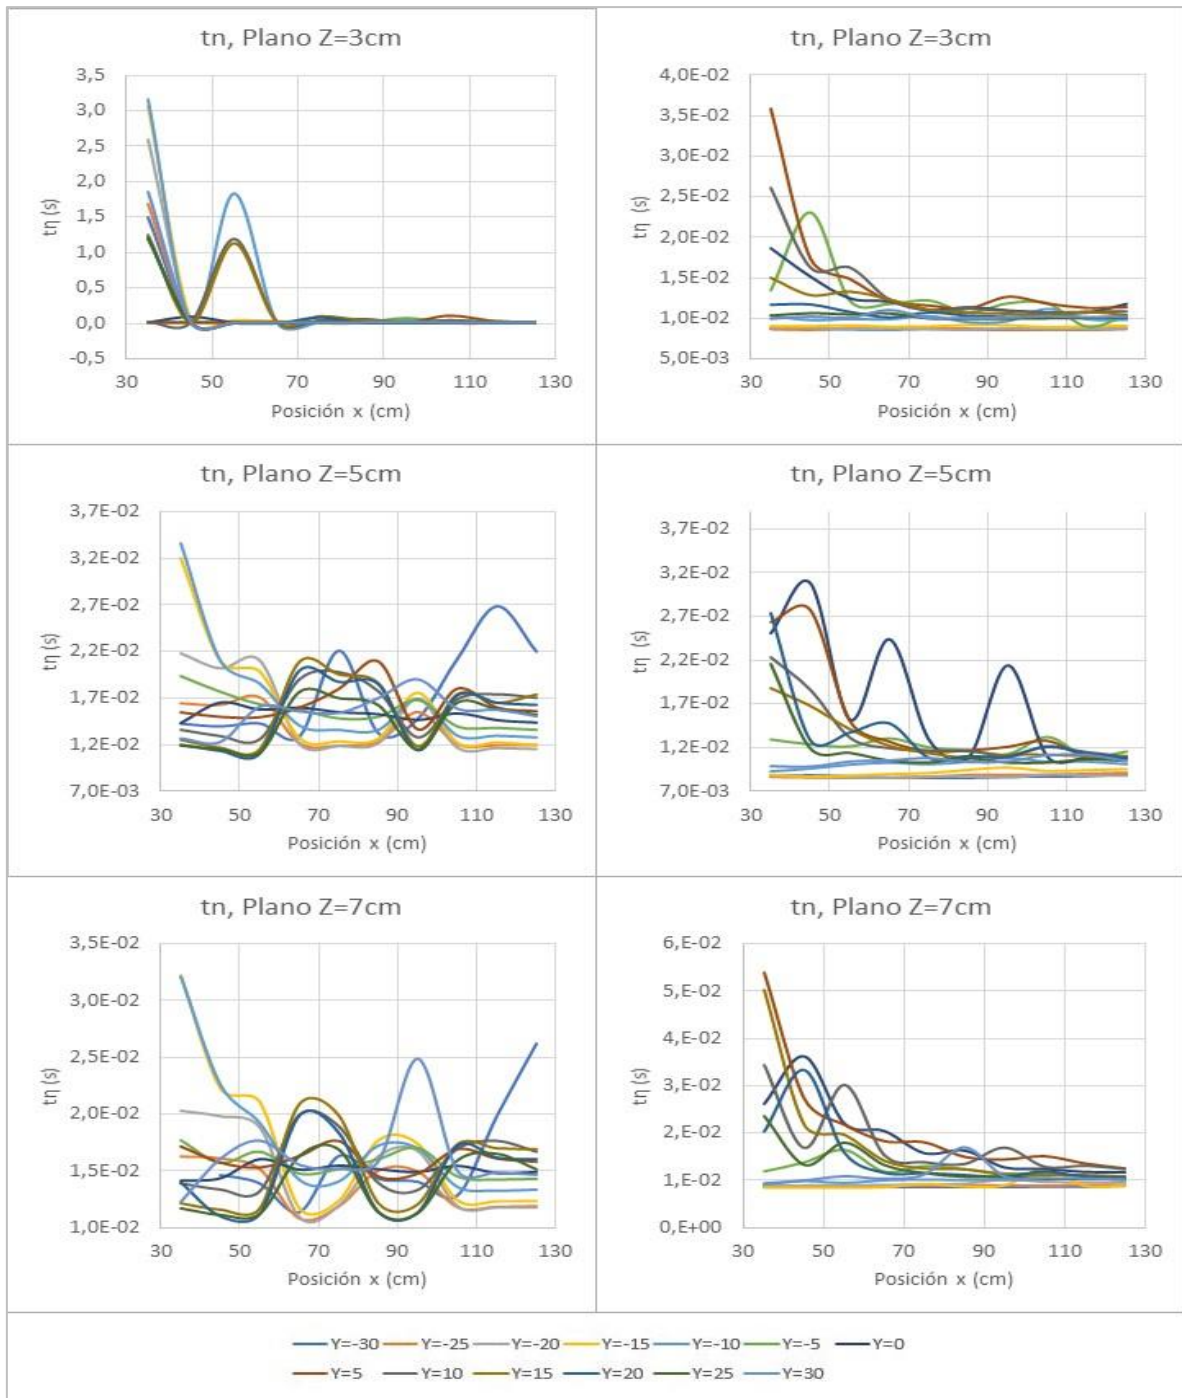 tn, Plano Z=3cm
3,5
3,0
2,5
2,0
1,5
1,0
0,5
0,0
-0,5
tη (s)
30 50 70 90 110 130
Posición x (cm)
tn, Plano Z=3cm
4,0E-02
3,5E-02
3,0E-02
2,5E-02
2,0E-02
1,5E-02
1,0E-02
5,0E-03
tη (s)
30 50 70 90 110 130
Posición x (cm)
tn, Plano Z=5cm
3,7E-02
3,2E-02
2,7E-02
2,2E-02
1,7E-02
1,2E-02
7,0E-03
tη (s)
30 50 70 90 110 130
Posición x (cm)
tn, Plano Z=5cm
3,7E-02
3,2E-02
2,7E-02
2,2E-02
1,7E-02
1,2E-02
7,0E-03
tη (s)
30 50 70 90 110 130
Posición x (cm)
tn, Plano Z=7cm
3,5E-02
3,0E-02
2,5E-02
2,0E-02
1,5E-02
1,0E-02
tη (s)
30 50 70 90 110 130
Posición x (cm)
tn, Plano Z=7cm
6,E-02
5,E-02
4,E-02
3,E-02
2,E-02
1,E-02
0,E+00
tη (s)
30 50 70 90 110 130
Posición x (cm)
Y=-30 Y=-25 Y=-20 Y=-15 Y=-10 Y=-5 Y=0
Y=5 Y=10 Y=15 Y=20 Y=25 Y=30